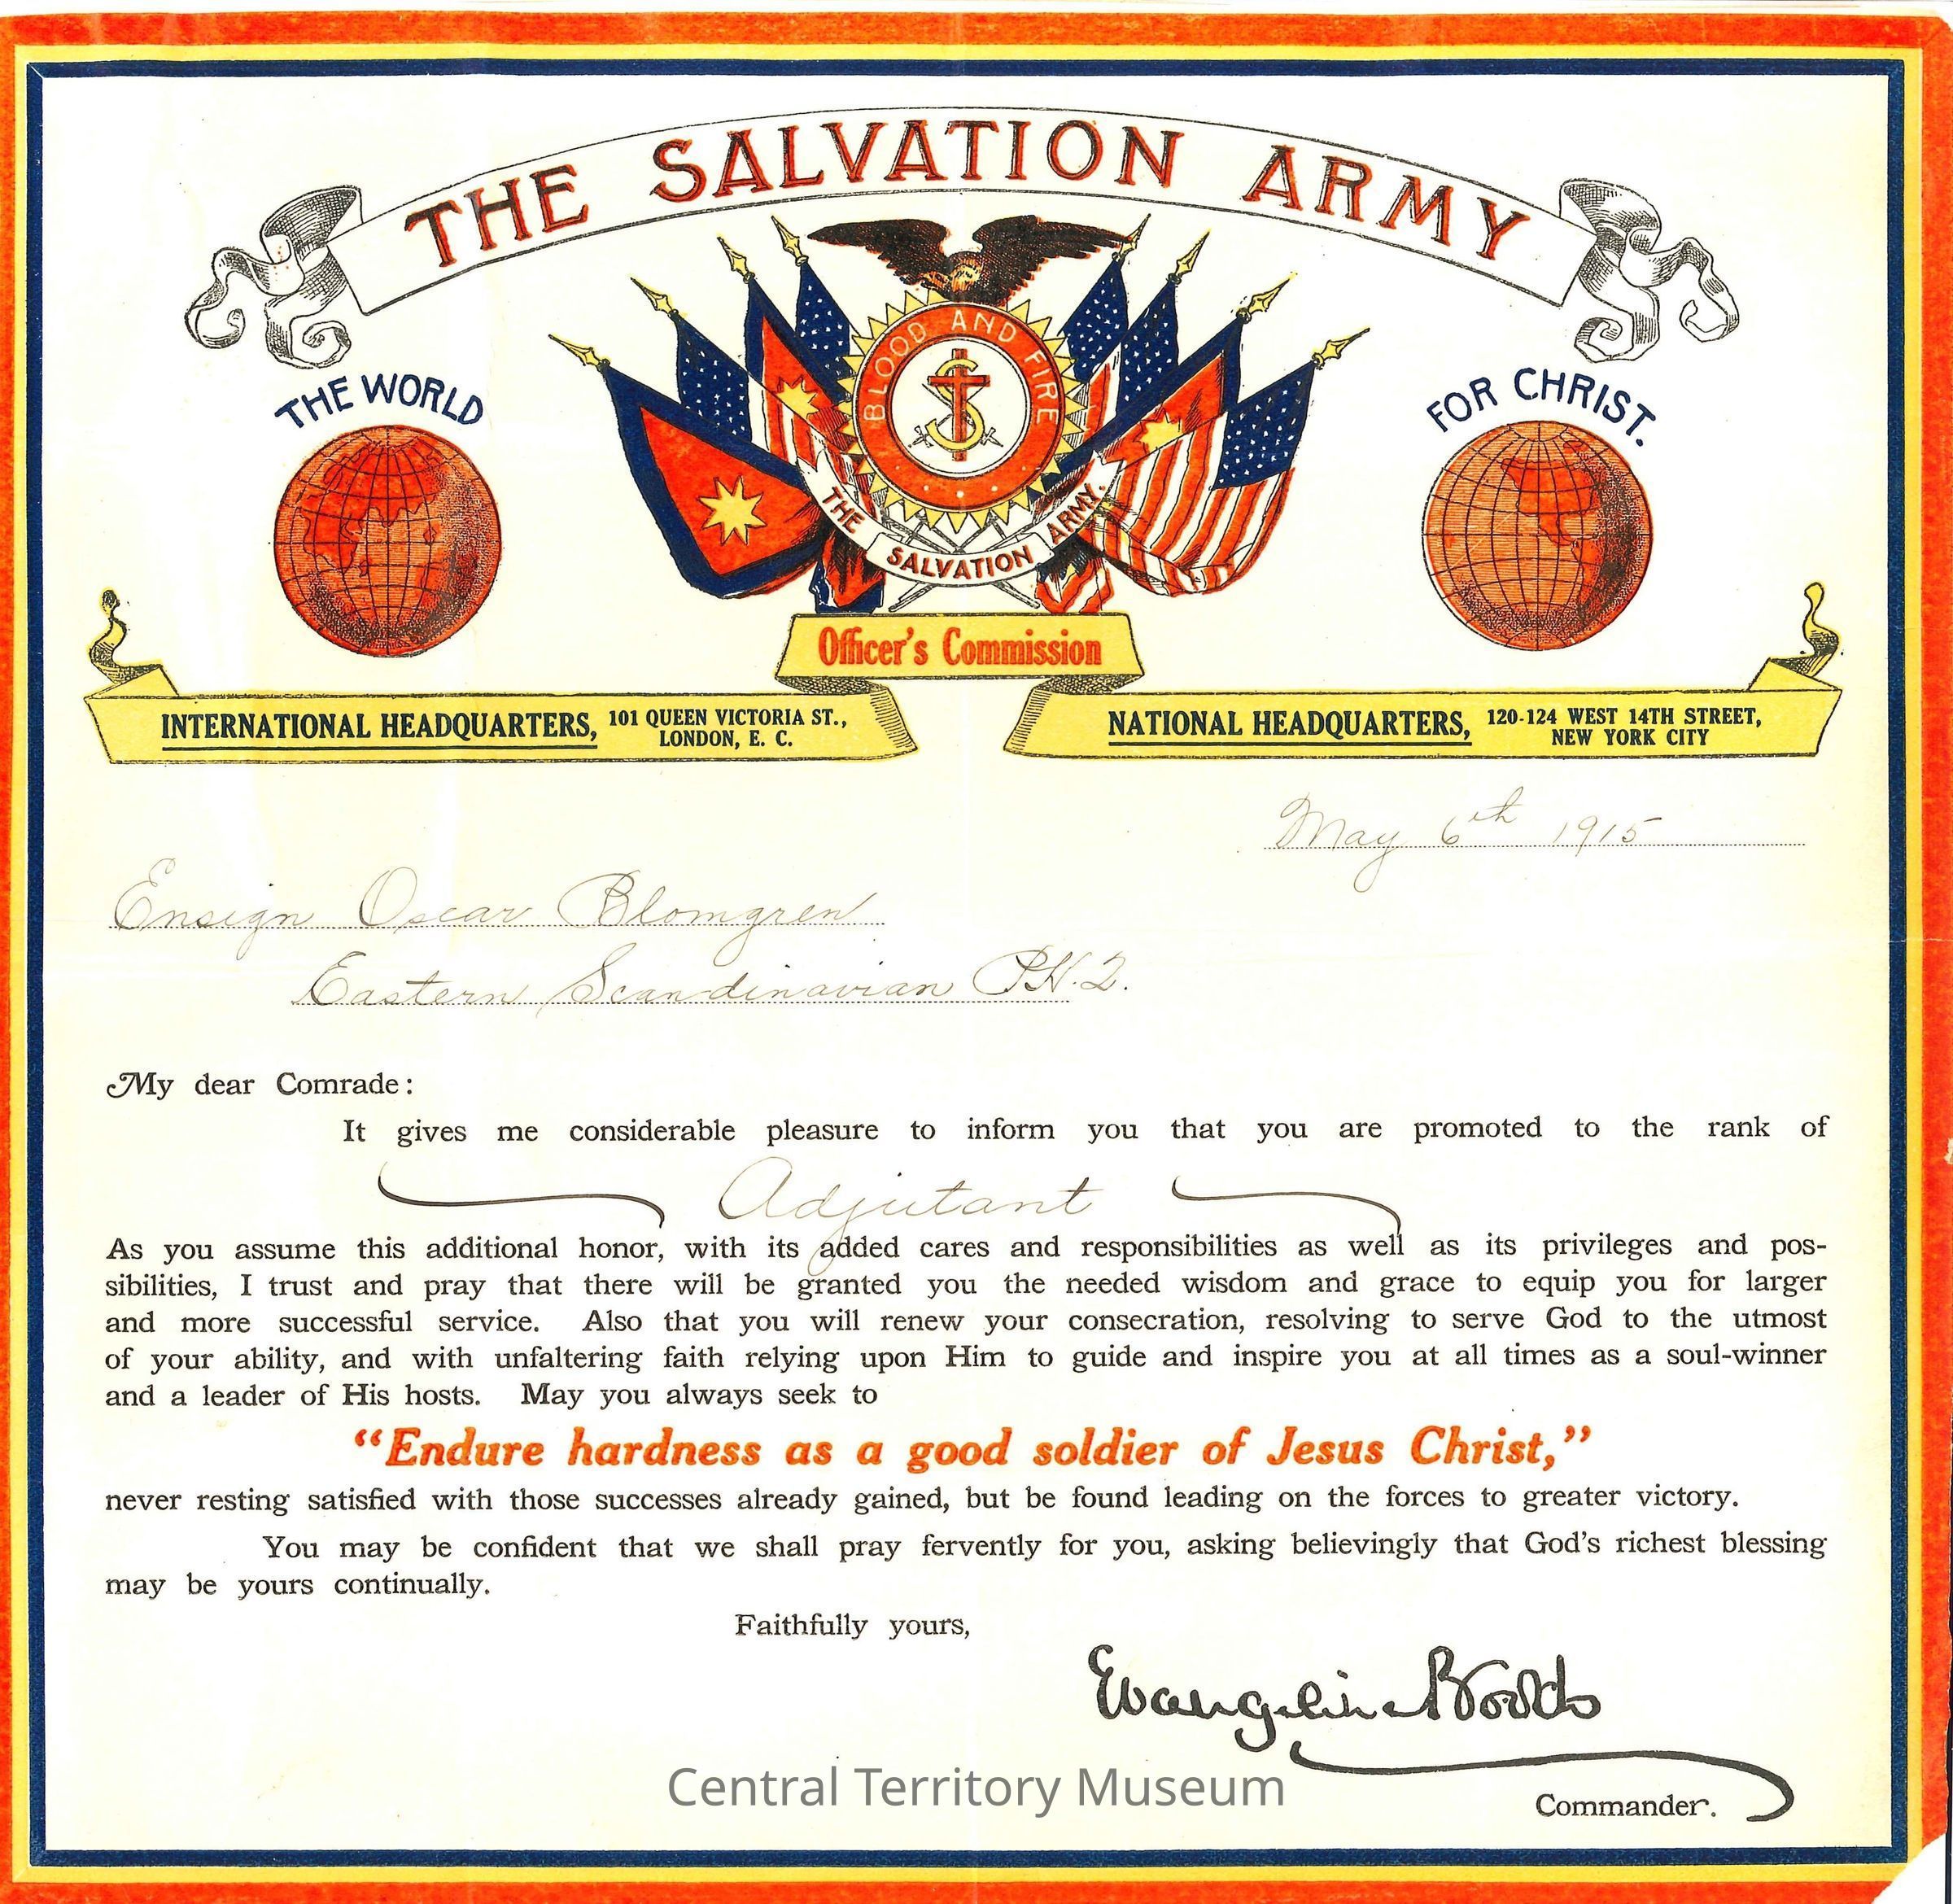 THE SALVATION ARMY
THE WORLD
FOR CHRIST.
BLOOD AND FIRE
S
THE SALVATION ARMY.
Officer's Commission
INTERNATIONAL HEADQUARTERS, 101 QUEEN VICTORIA ST., LONDON, E. C.
NATIONAL HEADQUARTERS, 120-124 WEST 14TH STREET, NEW YORK CITY
May 6th 1915
Ensign Oscar Blomgren
Eastern Scandinavian P.H.Q.
My dear Comrade:
It gives me considerable pleasure to inform you that you are promoted to the rank of
Adjutant
As you assume this additional honor, with its added cares and responsibilities as well as its privileges and pos-
sibilities, I trust and pray that there will be granted you the needed wisdom and grace to equip you for larger
and more successful service. Also that you will renew your consecration, resolving to serve God to the utmost
of your ability, and with unfaltering faith relying upon Him to guide and inspire you at all times as a soul-winner
and a leader of His hosts. May you always seek to
"Endure hardness as a good soldier of Jesus Christ,"
never resting satisfied with those successes already gained, but be found leading on the forces to greater victory.
You may be confident that we shall pray fervently for you, asking believingly that God's richest blessing
may be yours continually.
Faithfully yours,
Evangeline Booth
Central Territory Museum
Commander.